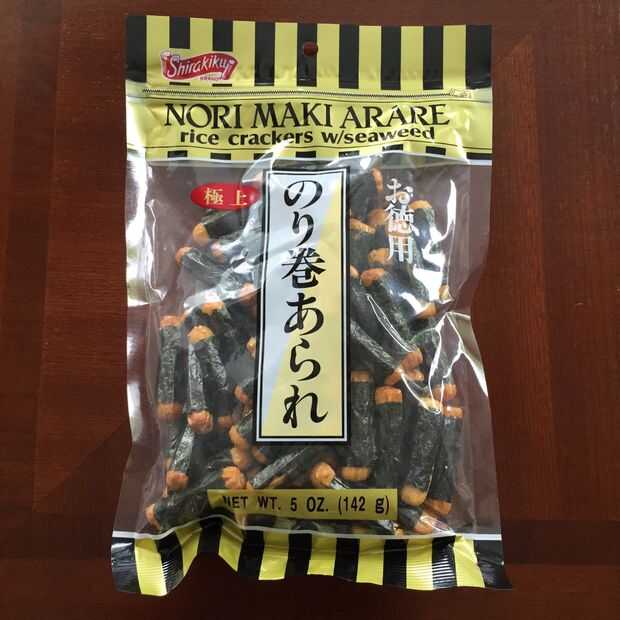 Shirakiku
NORI MAKI ARARE
rice crackers w/seaweed
極上
のり巻あられ
お徳用
NET WT. 5 OZ. (142 g)